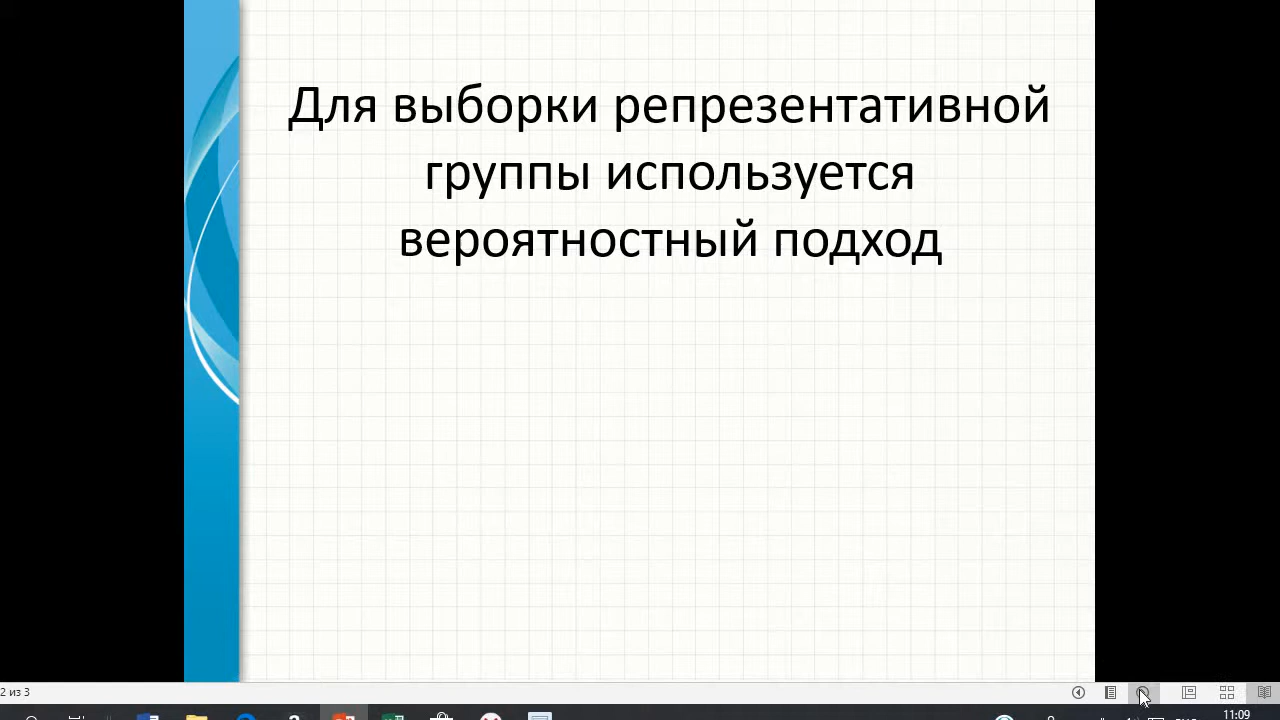 Для выборки репрезентативной
группы используется
вероятностный подход
2 из 3
11:09